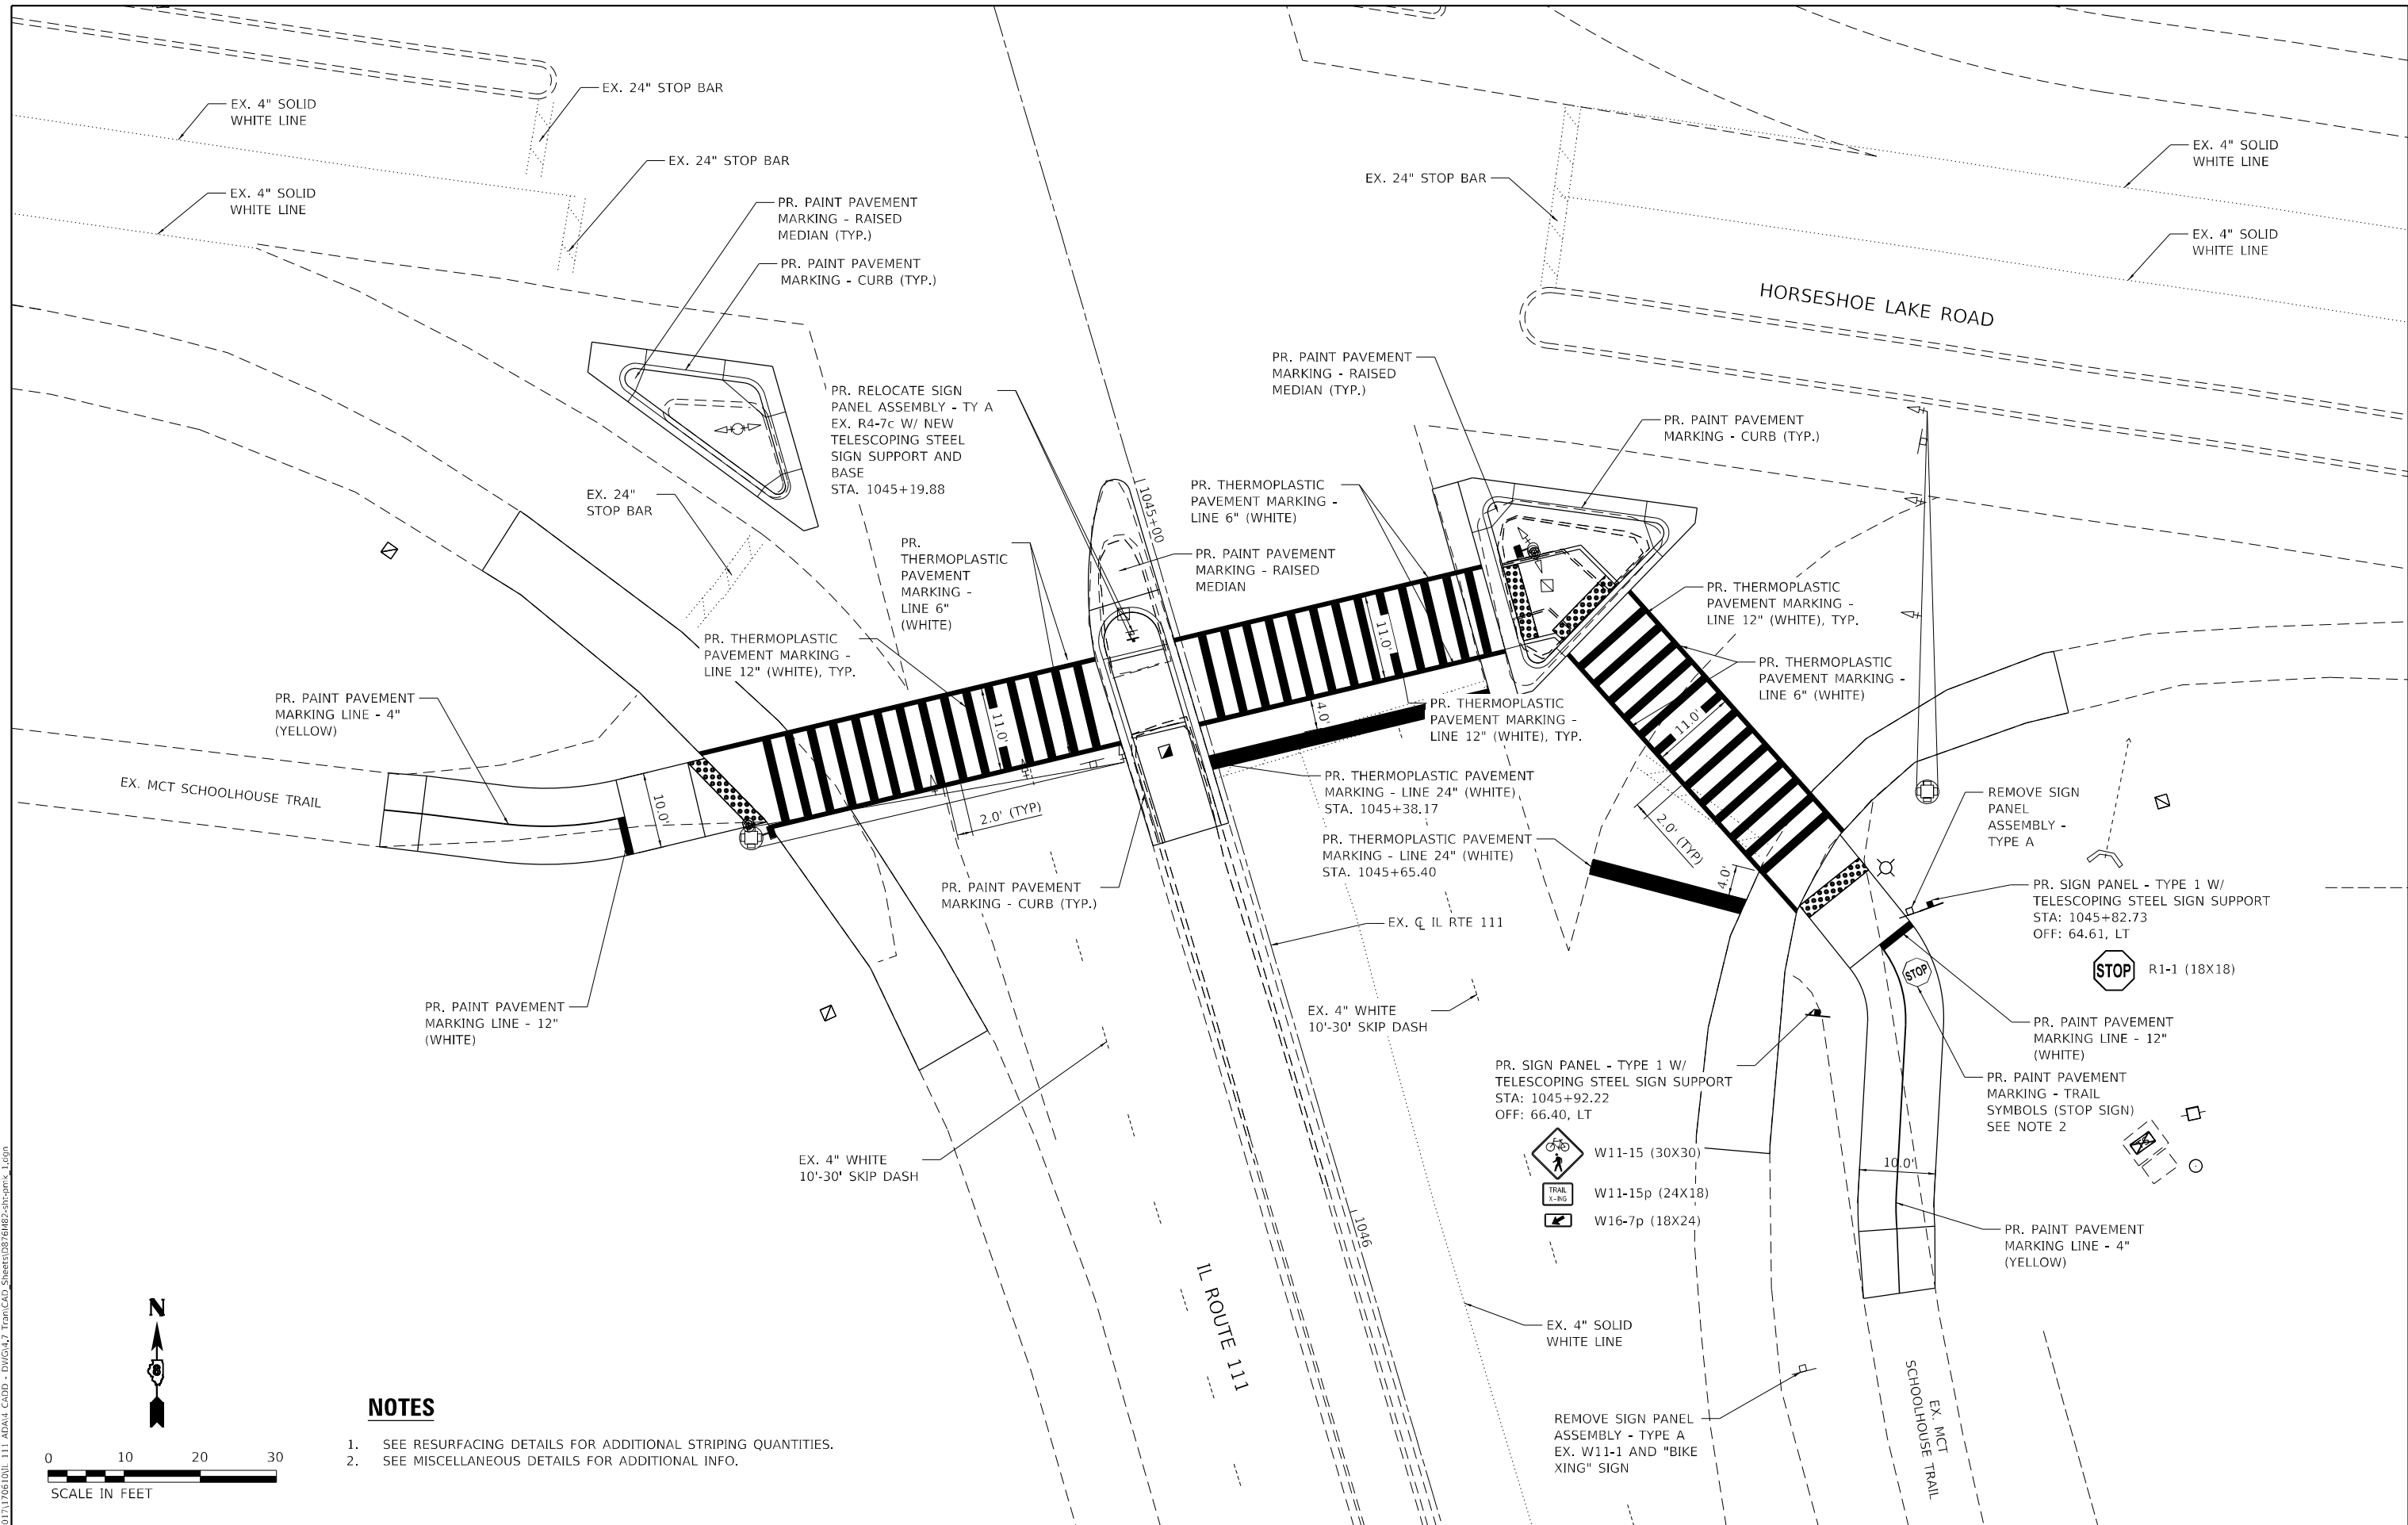 EX. 24" STOP BAR
EX. 4" SOLID
WHITE LINE
EX. 24" STOP BAR
EX. 4" SOLID
WHITE LINE
PR. PAINT PAVEMENT
MARKING - RAISED
MEDIAN (TYP.)
PR. PAINT PAVEMENT
MARKING - CURB (TYP.)
EX. 24" STOP BAR
EX. 4" SOLID
WHITE LINE
EX. 4" SOLID
WHITE LINE
HORSESHOE LAKE ROAD
PR. PAINT PAVEMENT
MARKING - RAISED
MEDIAN (TYP.)
PR. PAINT PAVEMENT
MARKING - CURB (TYP.)
PR. RELOCATE SIGN
PANEL ASSEMBLY - TY A
EX. R4-7c W/ NEW
TELESCOPING STEEL
SIGN SUPPORT AND
BASE
STA. 1045+19.88
EX. 24"
STOP BAR
1045+00
PR. THERMOPLASTIC
PAVEMENT MARKING -
LINE 6" (WHITE)
PR.
THERMOPLASTIC
PAVEMENT
MARKING -
LINE 6"
(WHITE)
PR. PAINT PAVEMENT
MARKING - RAISED
MEDIAN
PR. THERMOPLASTIC
PAVEMENT MARKING -
LINE 12" (WHITE), TYP.
PR. THERMOPLASTIC
PAVEMENT MARKING -
LINE 12" (WHITE), TYP.
PR. THERMOPLASTIC
PAVEMENT MARKING -
LINE 6" (WHITE)
11.0'
11.0'
11.0'
4.0'
PR. THERMOPLASTIC
PAVEMENT MARKING -
LINE 12" (WHITE), TYP.
PR. PAINT PAVEMENT
MARKING LINE - 4"
(YELLOW)
EX. MCT SCHOOLHOUSE TRAIL
10.0'
2.0' (TYP)
PR. THERMOPLASTIC PAVEMENT
MARKING - LINE 24" (WHITE)
STA. 1045+38.17
PR. THERMOPLASTIC PAVEMENT
MARKING - LINE 24" (WHITE)
STA. 1045+65.40
2.0' (TYP)
4.0'
REMOVE SIGN
PANEL
ASSEMBLY -
TYPE A
PR. SIGN PANEL - TYPE 1 W/
TELESCOPING STEEL SIGN SUPPORT
STA: 1045+82.73
OFF: 64.61, LT
STOP
R1-1 (18X18)
STOP
PR. PAINT PAVEMENT
MARKING - CURB (TYP.)
EX. ℄ IL RTE 111
PR. PAINT PAVEMENT
MARKING LINE - 12"
(WHITE)
EX. 4" WHITE
10'-30' SKIP DASH
PR. PAINT PAVEMENT
MARKING LINE - 12"
(WHITE)
PR. SIGN PANEL - TYPE 1 W/
TELESCOPING STEEL SIGN SUPPORT
STA: 1045+92.22
OFF: 66.40, LT
PR. PAINT PAVEMENT
MARKING - TRAIL
SYMBOLS (STOP SIGN)
SEE NOTE 2
W11-15 (30X30)
TRAIL
X-ING
W11-15p (24X18)
W16-7p (18X24)
EX. 4" WHITE
10'-30' SKIP DASH
10.0'
1046
PR. PAINT PAVEMENT
MARKING LINE - 4"
(YELLOW)
IL ROUTE 111
EX. 4" SOLID
WHITE LINE
REMOVE SIGN PANEL
ASSEMBLY - TYPE A
EX. W11-1 AND "BIKE
XING" SIGN
EX. MCT
SCHOOLHOUSE TRAIL
N
8
0 10 20 30
SCALE IN FEET
NOTES
1. SEE RESURFACING DETAILS FOR ADDITIONAL STRIPING QUANTITIES.
2. SEE MISCELLANEOUS DETAILS FOR ADDITIONAL INFO.